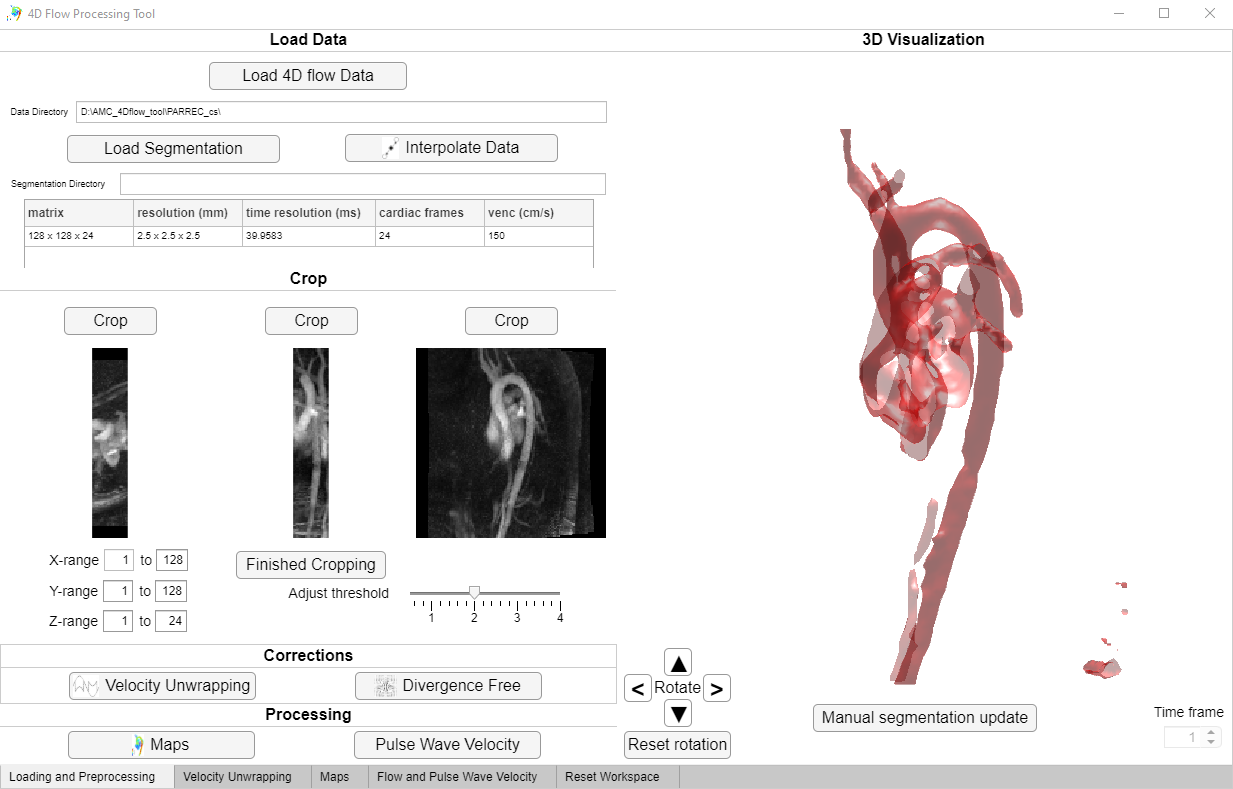 4D Flow Processing Tool
Load Data
3D Visualization
Load 4D flow Data
Data Directory D:\AMC_4Dflow_tool\PARREC_cs\
Load Segmentation Interpolate Data
Segmentation Directory
matrix resolution (mm) time resolution (ms) cardiac frames venc (cm/s)
128 x 128 x 24 2.5 x 2.5 x 2.5 39.9583 24 150
Crop
Crop Crop Crop
X-range 1 to 128
Y-range 1 to 128
Z-range 1 to 24
Finished Cropping
Adjust threshold
1 2 3 4
Corrections
Velocity Unwrapping Divergence Free
Processing
Maps Pulse Wave Velocity
▲
< Rotate >
▼
Reset rotation
Manual segmentation update
Time frame
1
Loading and Preprocessing Velocity Unwrapping Maps Flow and Pulse Wave Velocity Reset Workspace